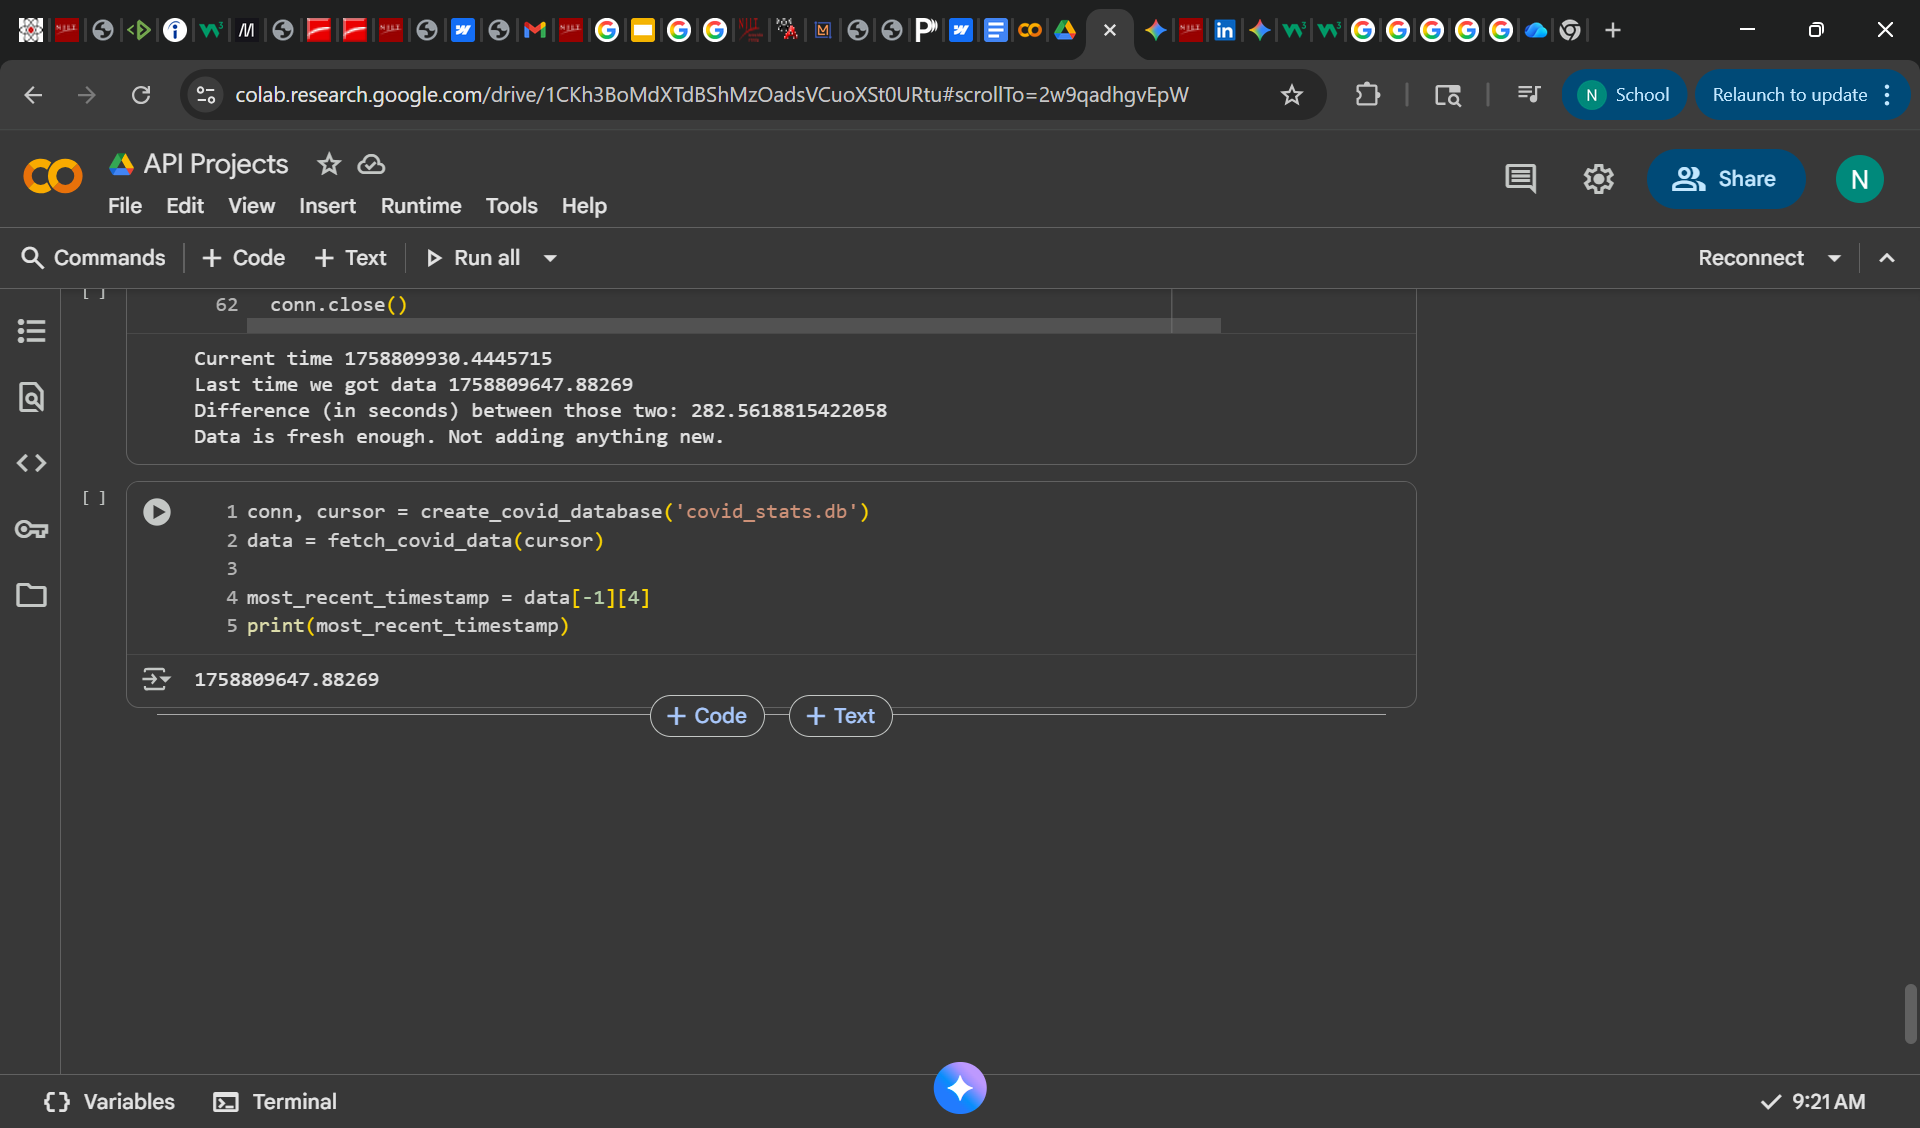 colab.research.google.com/drive/1CKh3BoMdXTdBShMzOadsVCuoXSt0URtu#scrollTo=2w9qadhgvEpW
N School
Relaunch to update
API Projects
File Edit View Insert Runtime Tools Help
Share
N
Commands + Code + Text Run all
Reconnect
[ ]
62 conn.close()
Current time 1758809930.4445715
Last time we got data 1758809647.88269
Difference (in seconds) between those two: 282.5618815422058
Data is fresh enough. Not adding anything new.
[ ]
1 conn, cursor = create_covid_database('covid_stats.db')
2 data = fetch_covid_data(cursor)
3
4 most_recent_timestamp = data[-1][4]
5 print(most_recent_timestamp)
1758809647.88269
+ Code + Text
{} Variables Terminal
9:21 AM